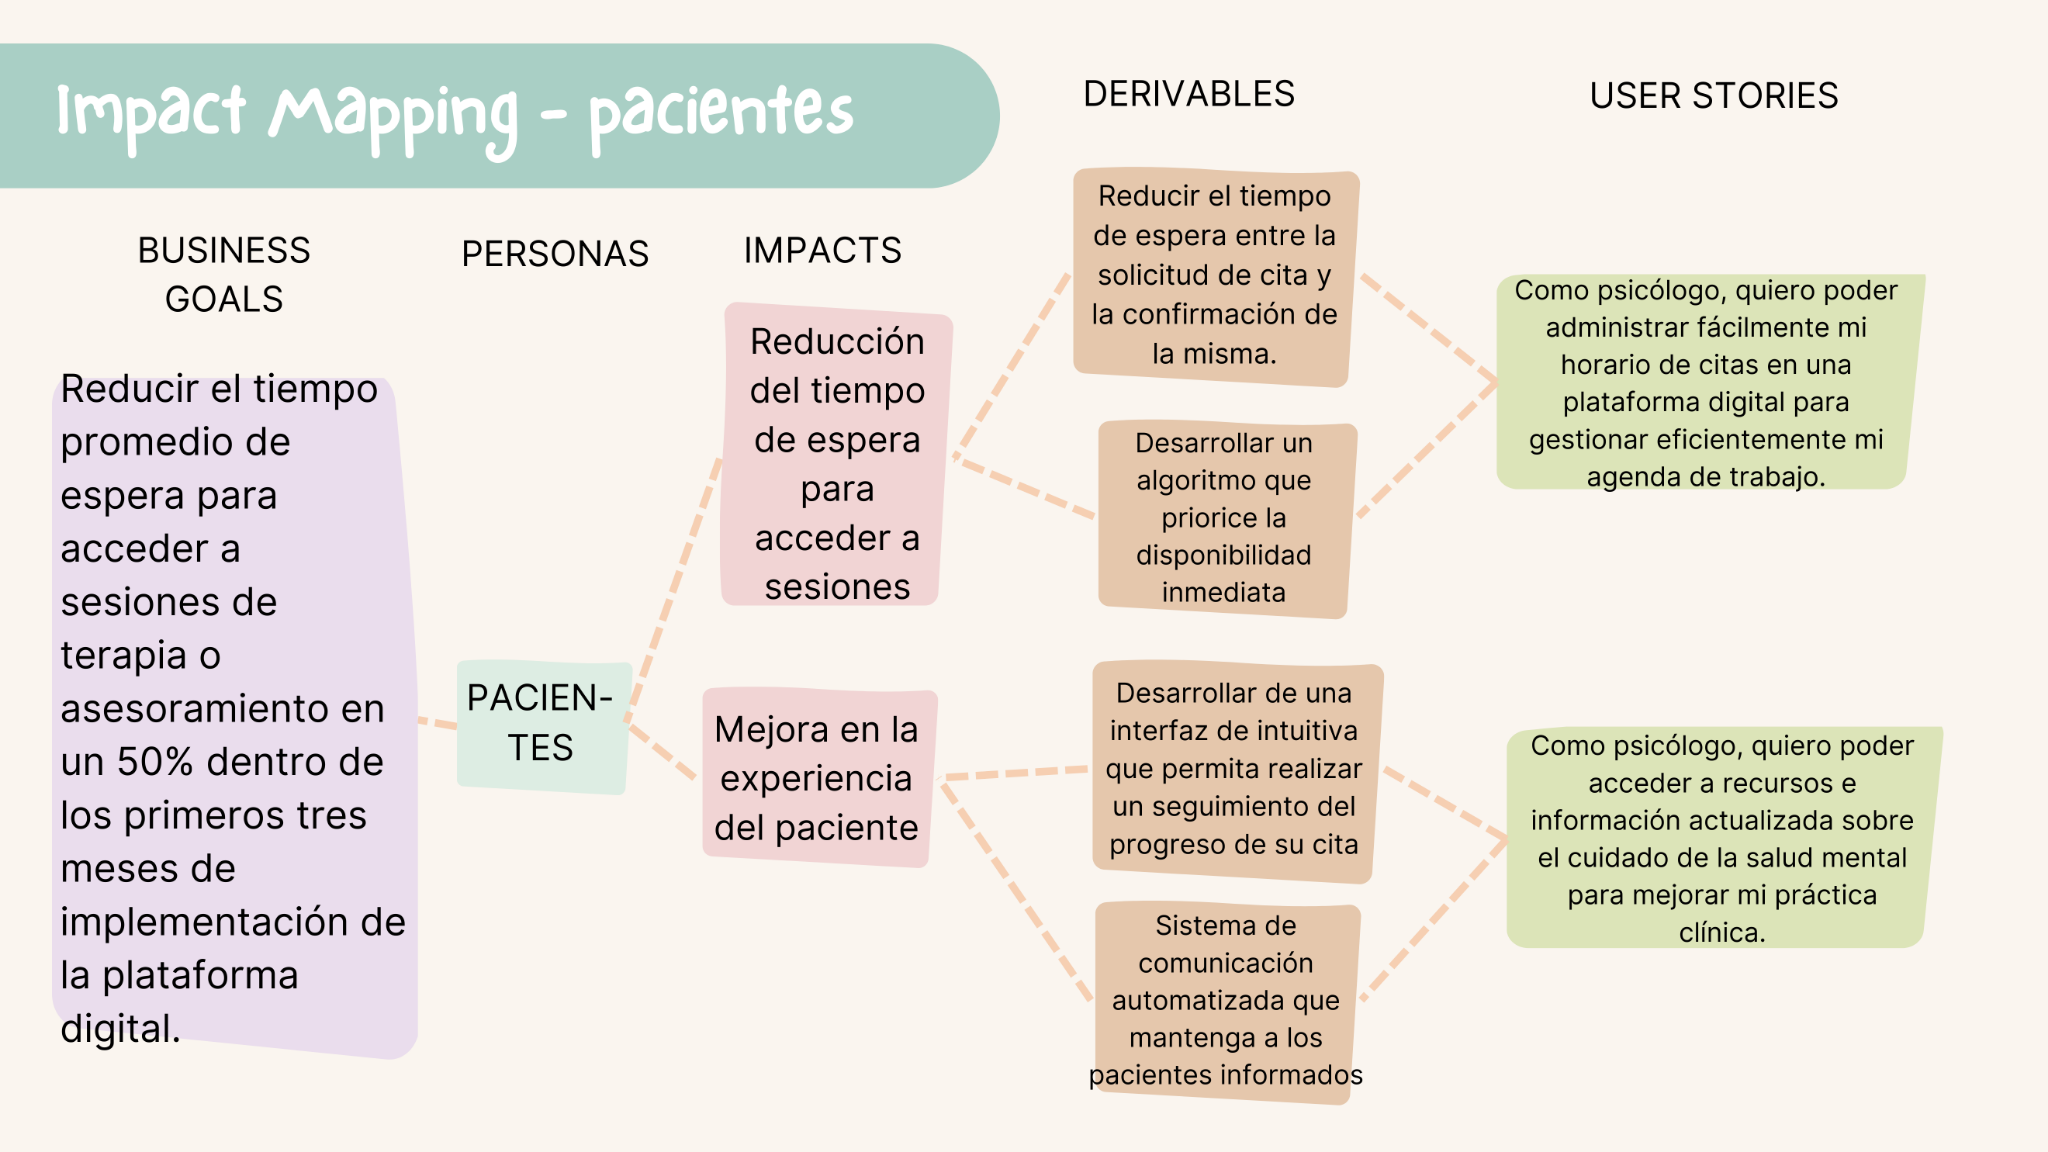 Impact Mapping - pacientes
BUSINESS
GOALS
Reducir el tiempo
promedio de
espera para
acceder a
sesiones de
terapia o
asesoramiento en
un 50% dentro de
los primeros tres
meses de
implementación de
la plataforma
digital.
PERSONAS
PACIEN-
TES
IMPACTS
Reducción
del tiempo
de espera
para
acceder a
sesiones
Mejora en la
experiencia
del paciente
DERIVABLES
Reducir el tiempo
de espera entre la
solicitud de cita y
la confirmación de
la misma.
Desarrollar un
algoritmo que
priorice la
disponibilidad
inmediata
Desarrollar de una
interfaz de intuitiva
que permita realizar
un seguimiento del
progreso de su cita
Sistema de
comunicación
automatizada que
mantenga a los
pacientes informados
USER STORIES
Como psicólogo, quiero poder
administrar fácilmente mi
horario de citas en una
plataforma digital para
gestionar eficientemente mi
agenda de trabajo.
Como psicólogo, quiero poder
acceder a recursos e
información actualizada sobre
el cuidado de la salud mental
para mejorar mi práctica
clínica.